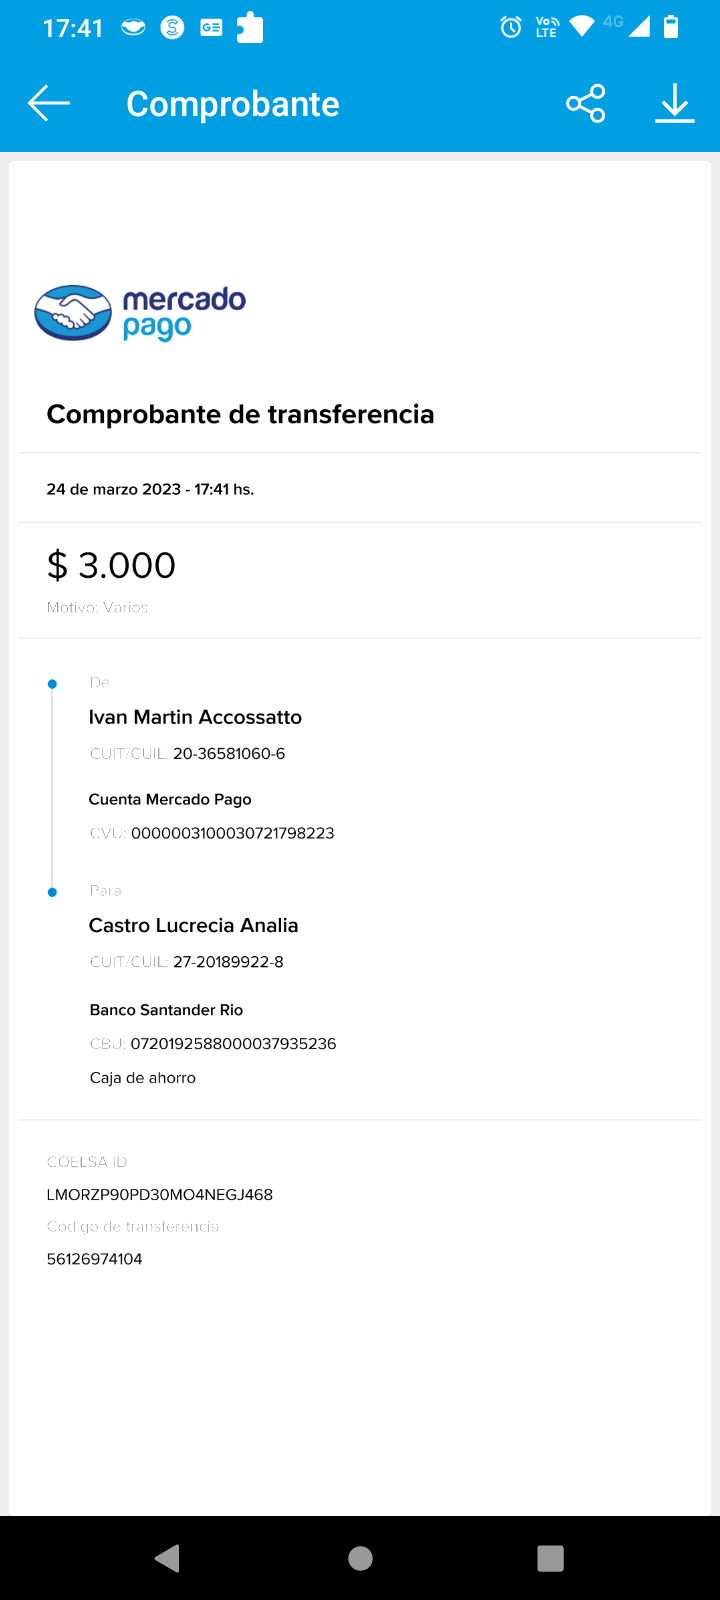 17:41
Vo)) LTE 4G
Comprobante
mercado
pago
Comprobante de transferencia
24 de marzo 2023 - 17:41 hs.
$ 3.000
Motivo: Varios
De
Ivan Martin Accossatto
CUIT/CUIL: 20-36581060-6
Cuenta Mercado Pago
CVU: 0000003100030721798223
Para
Castro Lucrecia Analia
CUIT/CUIL: 27-20189922-8
Banco Santander Rio
CBU: 0720192588000037935236
Caja de ahorro
COELSA ID
LMORZP90PD30MO4NEGJ468
Codigo de transferencia
56126974104